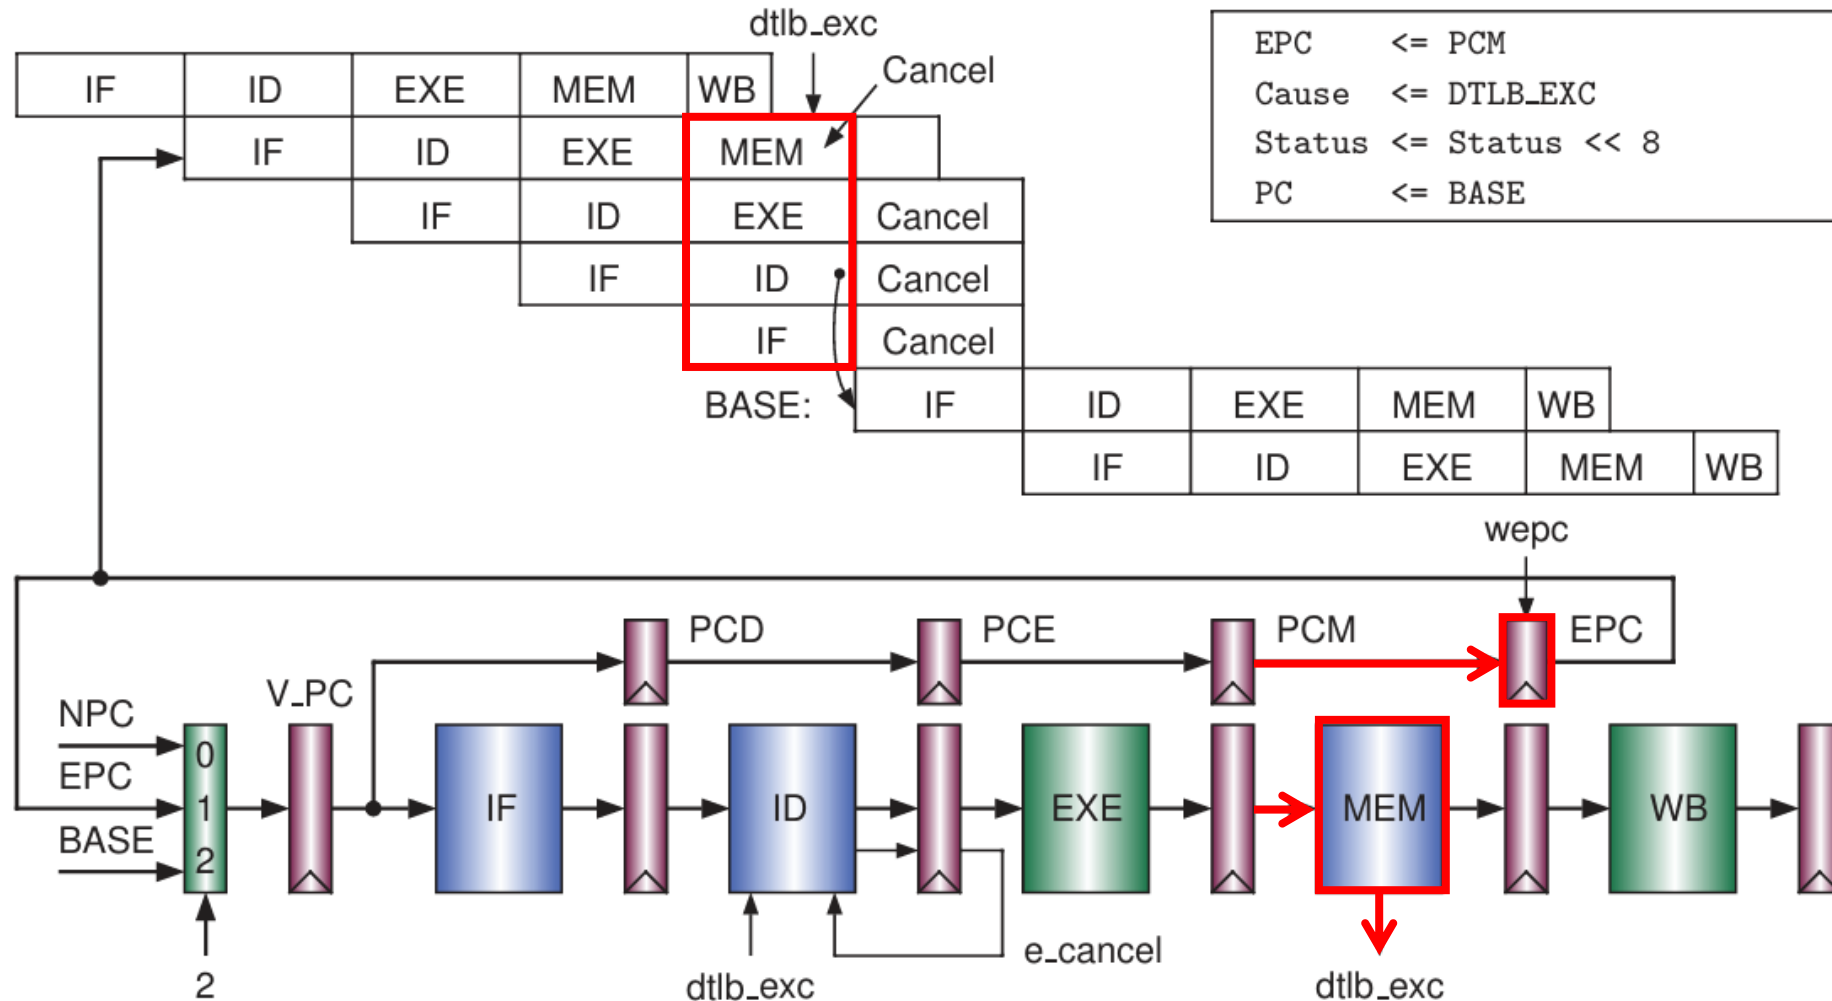 dtlb_exc
Cancel
IF ID EXE MEM WB
IF ID EXE MEM
IF ID EXE Cancel
IF ID Cancel
IF Cancel
BASE: IF ID EXE MEM WB
IF ID EXE MEM WB
EPC <= PCM
Cause <= DTLB_EXC
Status <= Status << 8
PC <= BASE
wepc
PCD PCE PCM EPC
V_PC
NPC
EPC
BASE
0
1
2
IF ID EXE MEM WB
e_cancel
2 dtlb_exc dtlb_exc